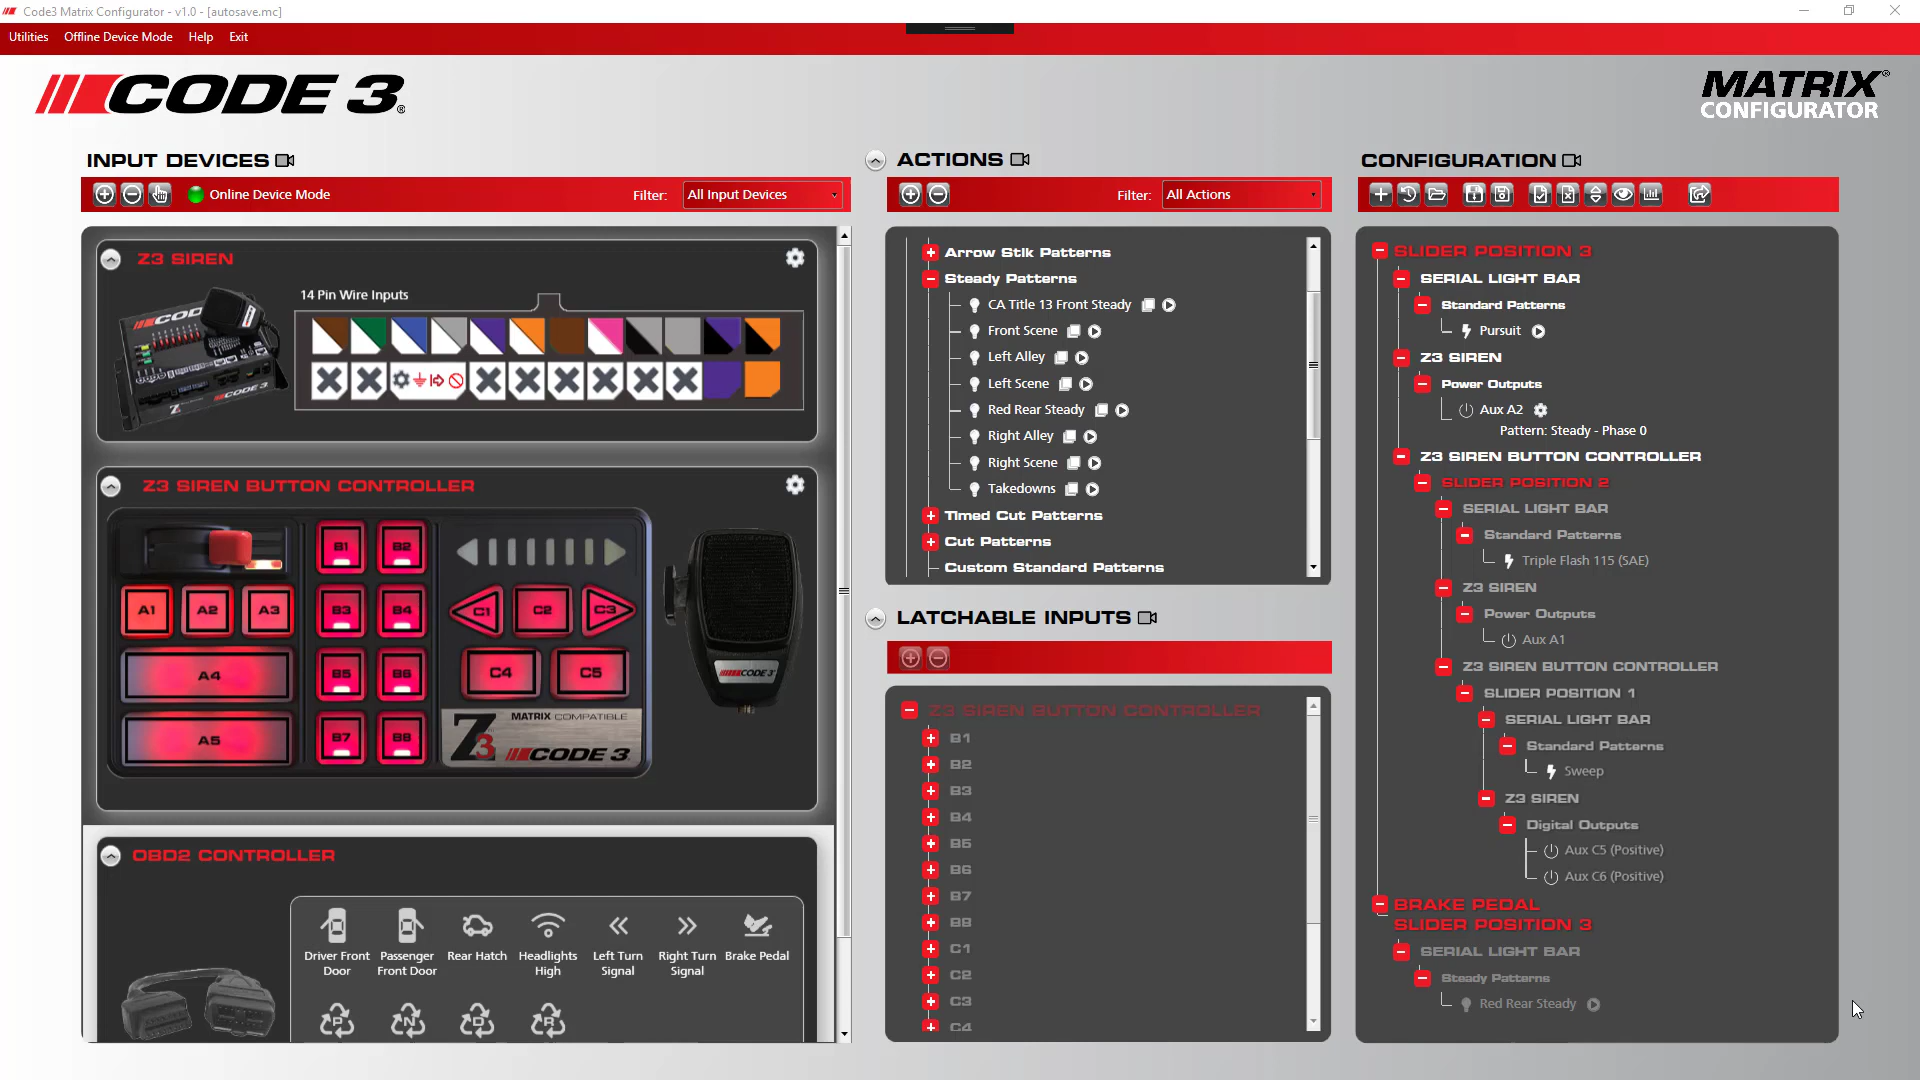 Code3 Matrix Configurator - v1.0 - [autosave.mc]
Utilities Offline Device Mode Help Exit
CODE 3®
MATRIX®
CONFIGURATOR
INPUT DEVICES
Online Device Mode Filter: All Input Devices
Z3 SIREN
14 Pin Wire Inputs
CODE 3
Z3 SIREN BUTTON CONTROLLER
B1 B2
A1 A2 A3 B3 B4 C1 C2 C3
A4 B5 B6 C4 C5
A5 B7 B8
MATRIX COMPATIBLE
Z3 CODE 3
CODE 3
OBD2 CONTROLLER
Driver Front Door
Passenger Front Door
Rear Hatch
Headlights High
Left Turn Signal
Right Turn Signal
Brake Pedal
P N D R
ACTIONS
Filter: All Actions
Arrow Stik Patterns
Steady Patterns
CA Title 13 Front Steady
Front Scene
Left Alley
Left Scene
Red Rear Steady
Right Alley
Right Scene
Takedowns
Timed Cut Patterns
Cut Patterns
Custom Standard Patterns
LATCHABLE INPUTS
Z3 SIREN BUTTON CONTROLLER
B1
B2
B3
B4
B5
B6
B7
B8
C1
C2
C3
C4
CONFIGURATION
SLIDER POSITION 3
SERIAL LIGHT BAR
Standard Patterns
Pursuit
Z3 SIREN
Power Outputs
Aux A2
Pattern: Steady - Phase 0
Z3 SIREN BUTTON CONTROLLER
SLIDER POSITION 2
SERIAL LIGHT BAR
Standard Patterns
Triple Flash 115 (SAE)
Z3 SIREN
Power Outputs
Aux A1
Z3 SIREN BUTTON CONTROLLER
SLIDER POSITION 1
SERIAL LIGHT BAR
Standard Patterns
Sweep
Z3 SIREN
Digital Outputs
Aux C5 (Positive)
Aux C6 (Positive)
BRAKE PEDAL
SLIDER POSITION 3
SERIAL LIGHT BAR
Steady Patterns
Red Rear Steady